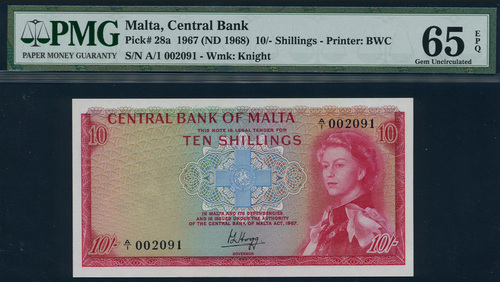 PMG
PAPER MONEY GUARANTY
Malta, Central Bank
Pick# 28a 1967 (ND 1968) 10/- Shillings - Printer: BWC
S/N A/1 002091 - Wmk: Knight
65 EPQ
Gem Uncirculated
CENTRAL BANK OF MALTA
10
THIS NOTE IS LEGAL TENDER FOR
A/1 002091
10
TEN SHILLINGS
IN MALTA AND ITS DEPENDENCIES
AND IS ISSUED UNDER THE AUTHORITY
OF THE CENTRAL BANK OF MALTA ACT, 1967.
10/-
A/1 002091
GOVERNOR
10/-